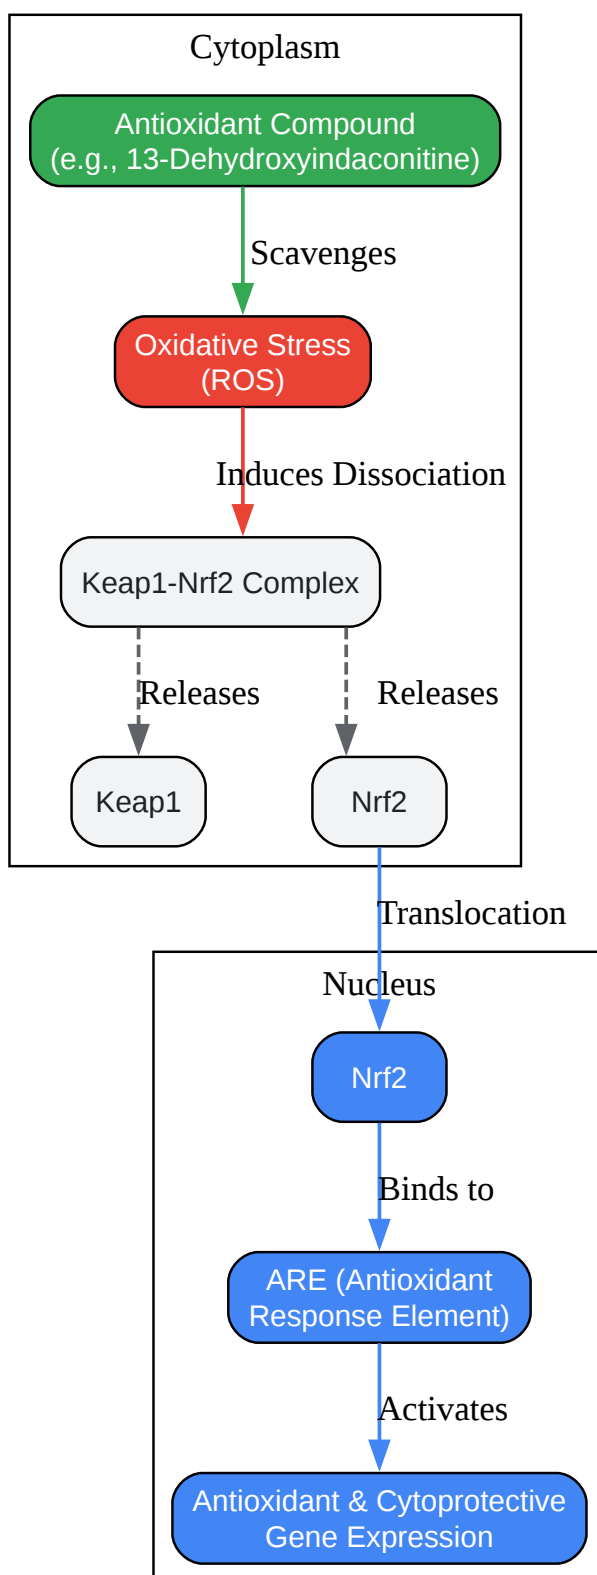 Cytoplasm
Antioxidant Compound
(e.g., 13-Dehydroxyindaconitine)
Scavenges
Oxidative Stress
(ROS)
Induces Dissociation
Keap1-Nrf2 Complex
Releases
Releases
Keap1
Nrf2
Translocation
Nucleus
Nrf2
Binds to
ARE (Antioxidant
Response Element)
Activates
Antioxidant & Cytoprotective
Gene Expression